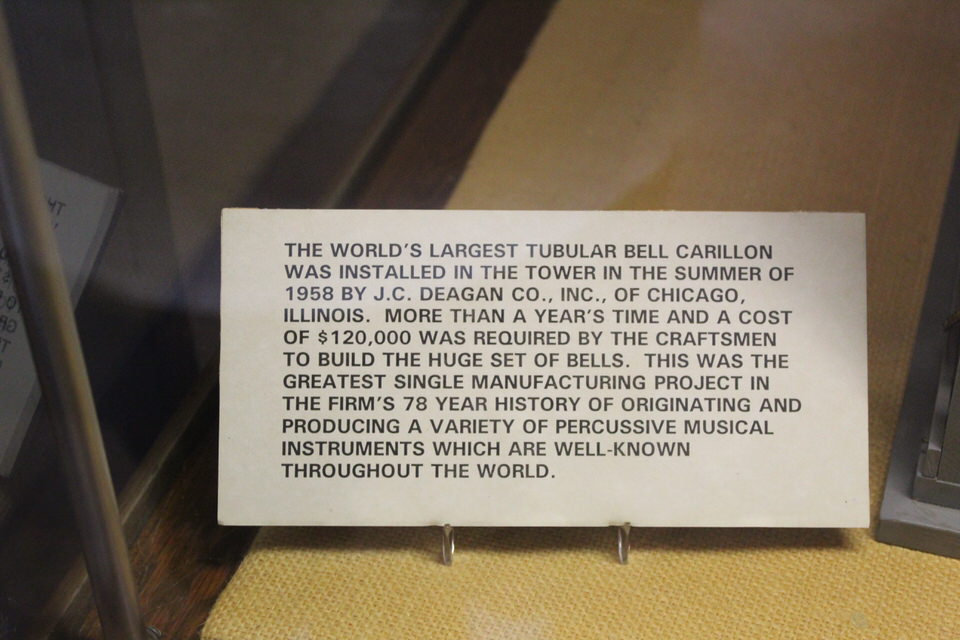 THE WORLD'S LARGEST TUBULAR BELL CARILLON
WAS INSTALLED IN THE TOWER IN THE SUMMER OF
1958 BY J.C. DEAGAN CO., INC., OF CHICAGO,
ILLINOIS. MORE THAN A YEAR'S TIME AND A COST
OF $120,000 WAS REQUIRED BY THE CRAFTSMEN
TO BUILD THE HUGE SET OF BELLS. THIS WAS THE
GREATEST SINGLE MANUFACTURING PROJECT IN
THE FIRM'S 78 YEAR HISTORY OF ORIGINATING AND
PRODUCING A VARIETY OF PERCUSSIVE MUSICAL
INSTRUMENTS WHICH ARE WELL-KNOWN
THROUGHOUT THE WORLD.